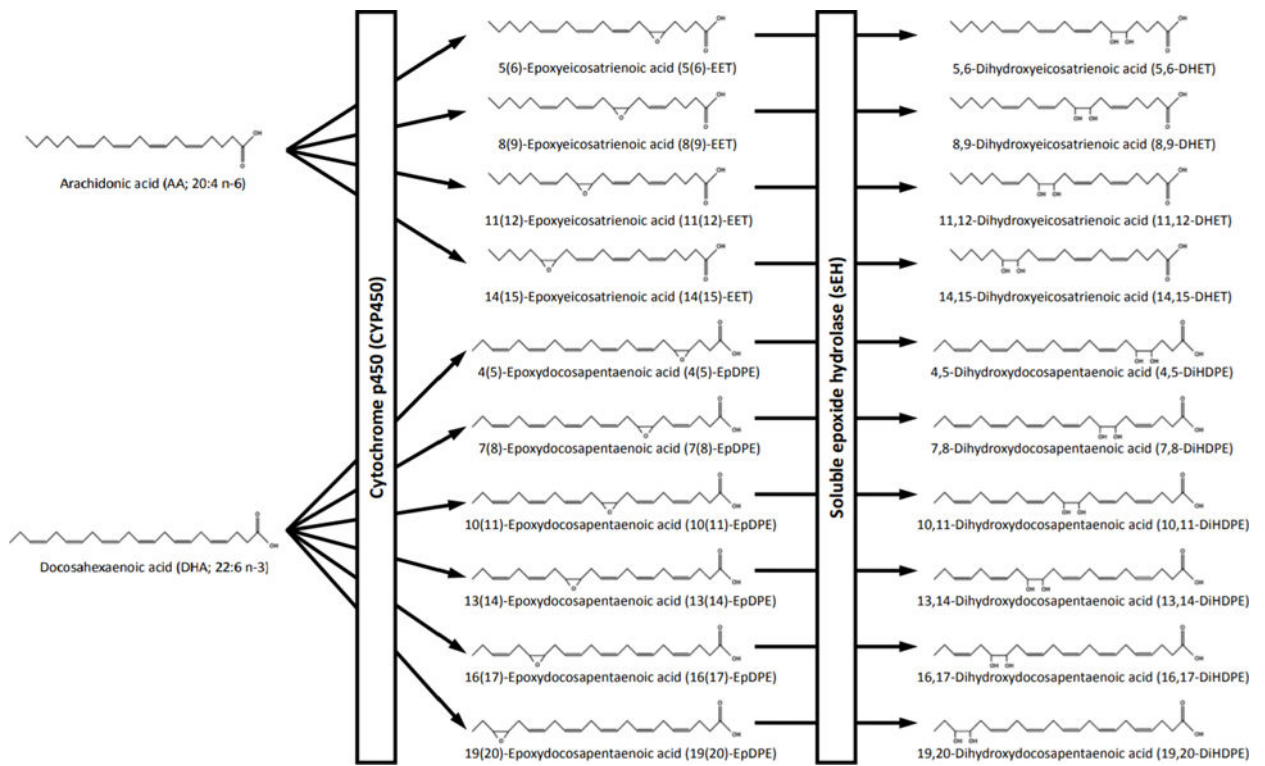 Arachidonic acid (AA; 20:4 n-6)
Docosahexaenoic acid (DHA; 22:6 n-3)
Cytochrome p450 (CYP450)
5(6)-Epoxyeicosatrienoic acid (5(6)-EET)
8(9)-Epoxyeicosatrienoic acid (8(9)-EET)
11(12)-Epoxyeicosatrienoic acid (11(12)-EET)
14(15)-Epoxyeicosatrienoic acid (14(15)-EET)
4(5)-Epoxydocosapentaenoic acid (4(5)-EpDPE)
7(8)-Epoxydocosapentaenoic acid (7(8)-EpDPE)
10(11)-Epoxydocosapentaenoic acid (10(11)-EpDPE)
13(14)-Epoxydocosapentaenoic acid (13(14)-EpDPE)
16(17)-Epoxydocosapentaenoic acid (16(17)-EpDPE)
19(20)-Epoxydocosapentaenoic acid (19(20)-EpDPE)
Soluble epoxide hydrolase (sEH)
5,6-Dihydroxyeicosatrienoic acid (5,6-DHET)
8,9-Dihydroxyeicosatrienoic acid (8,9-DHET)
11,12-Dihydroxyeicosatrienoic acid (11,12-DHET)
14,15-Dihydroxyeicosatrienoic acid (14,15-DHET)
4,5-Dihydroxydocosapentaenoic acid (4,5-DiHDPE)
7,8-Dihydroxydocosapentaenoic acid (7,8-DiHDPE)
10,11-Dihydroxydocosapentaenoic acid (10,11-DiHDPE)
13,14-Dihydroxydocosapentaenoic acid (13,14-DiHDPE)
16,17-Dihydroxydocosapentaenoic acid (16,17-DiHDPE)
19,20-Dihydroxydocosapentaenoic acid (19,20-DiHDPE)